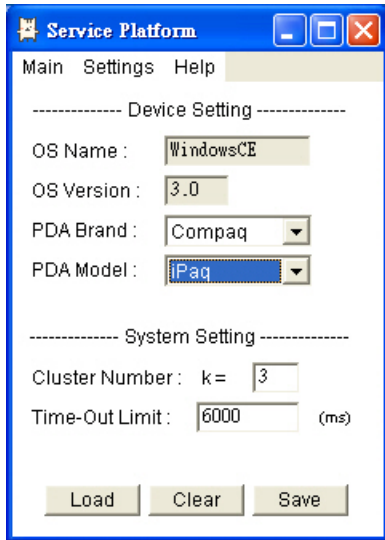 Service Platform
Main Settings Help
-------------- Device Setting --------------
OS Name : WindowsCE
OS Version : 3.0
PDA Brand : Compaq
PDA Model : iPaq
-------------- System Setting --------------
Cluster Number : k = 3
Time-Out Limit : 6000 (ms)
Load Clear Save